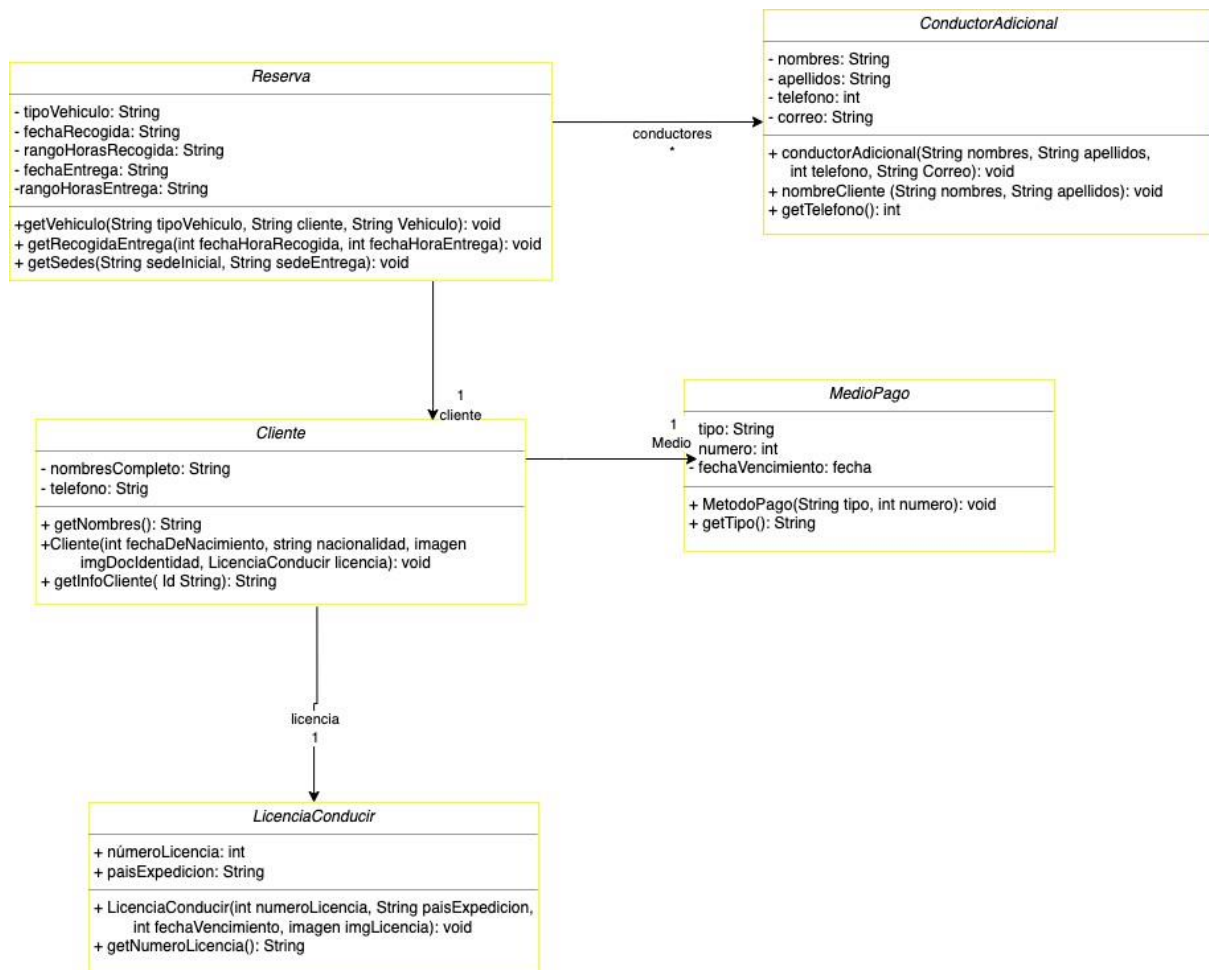 ConductorAdicional
- nombres: String
- apellidos: String
- telefono: int
- correo: String
+ conductorAdicional(String nombres, String apellidos,
int telefono, String Correo): void
+ nombreCliente (String nombres, String apellidos): void
+ getTelefono(): int
Reserva
- tipoVehiculo: String
- fechaRecogida: String
- rangoHorasRecogida: String
- fechaEntrega: String
-rangoHorasEntrega: String
+getVehiculo(String tipoVehiculo, String cliente, String Vehiculo): void
+ getRecogidaEntrega(int fechaHoraRecogida, int fechaHoraEntrega): void
+ getSedes(String sedeInicial, String sedeEntrega): void
conductores
*
1
cliente
Cliente
- nombresCompleto: String
- telefono: Strig
+ getNombres(): String
+Cliente(int fechaDeNacimiento, string nacionalidad, imagen
imgDocIdentidad, LicenciaConducir licencia): void
+ getInfoCliente( Id String): String
1
Medio
MedioPago
tipo: String
numero: int
- fechaVencimiento: fecha
+ MetodoPago(String tipo, int numero): void
+ getTipo(): String
licencia
1
LicenciaConducir
+ númeroLicencia: int
+ paisExpedicion: String
+ LicenciaConducir(int numeroLicencia, String paisExpedicion,
int fechaVencimiento, imagen imgLicencia): void
+ getNumeroLicencia(): String